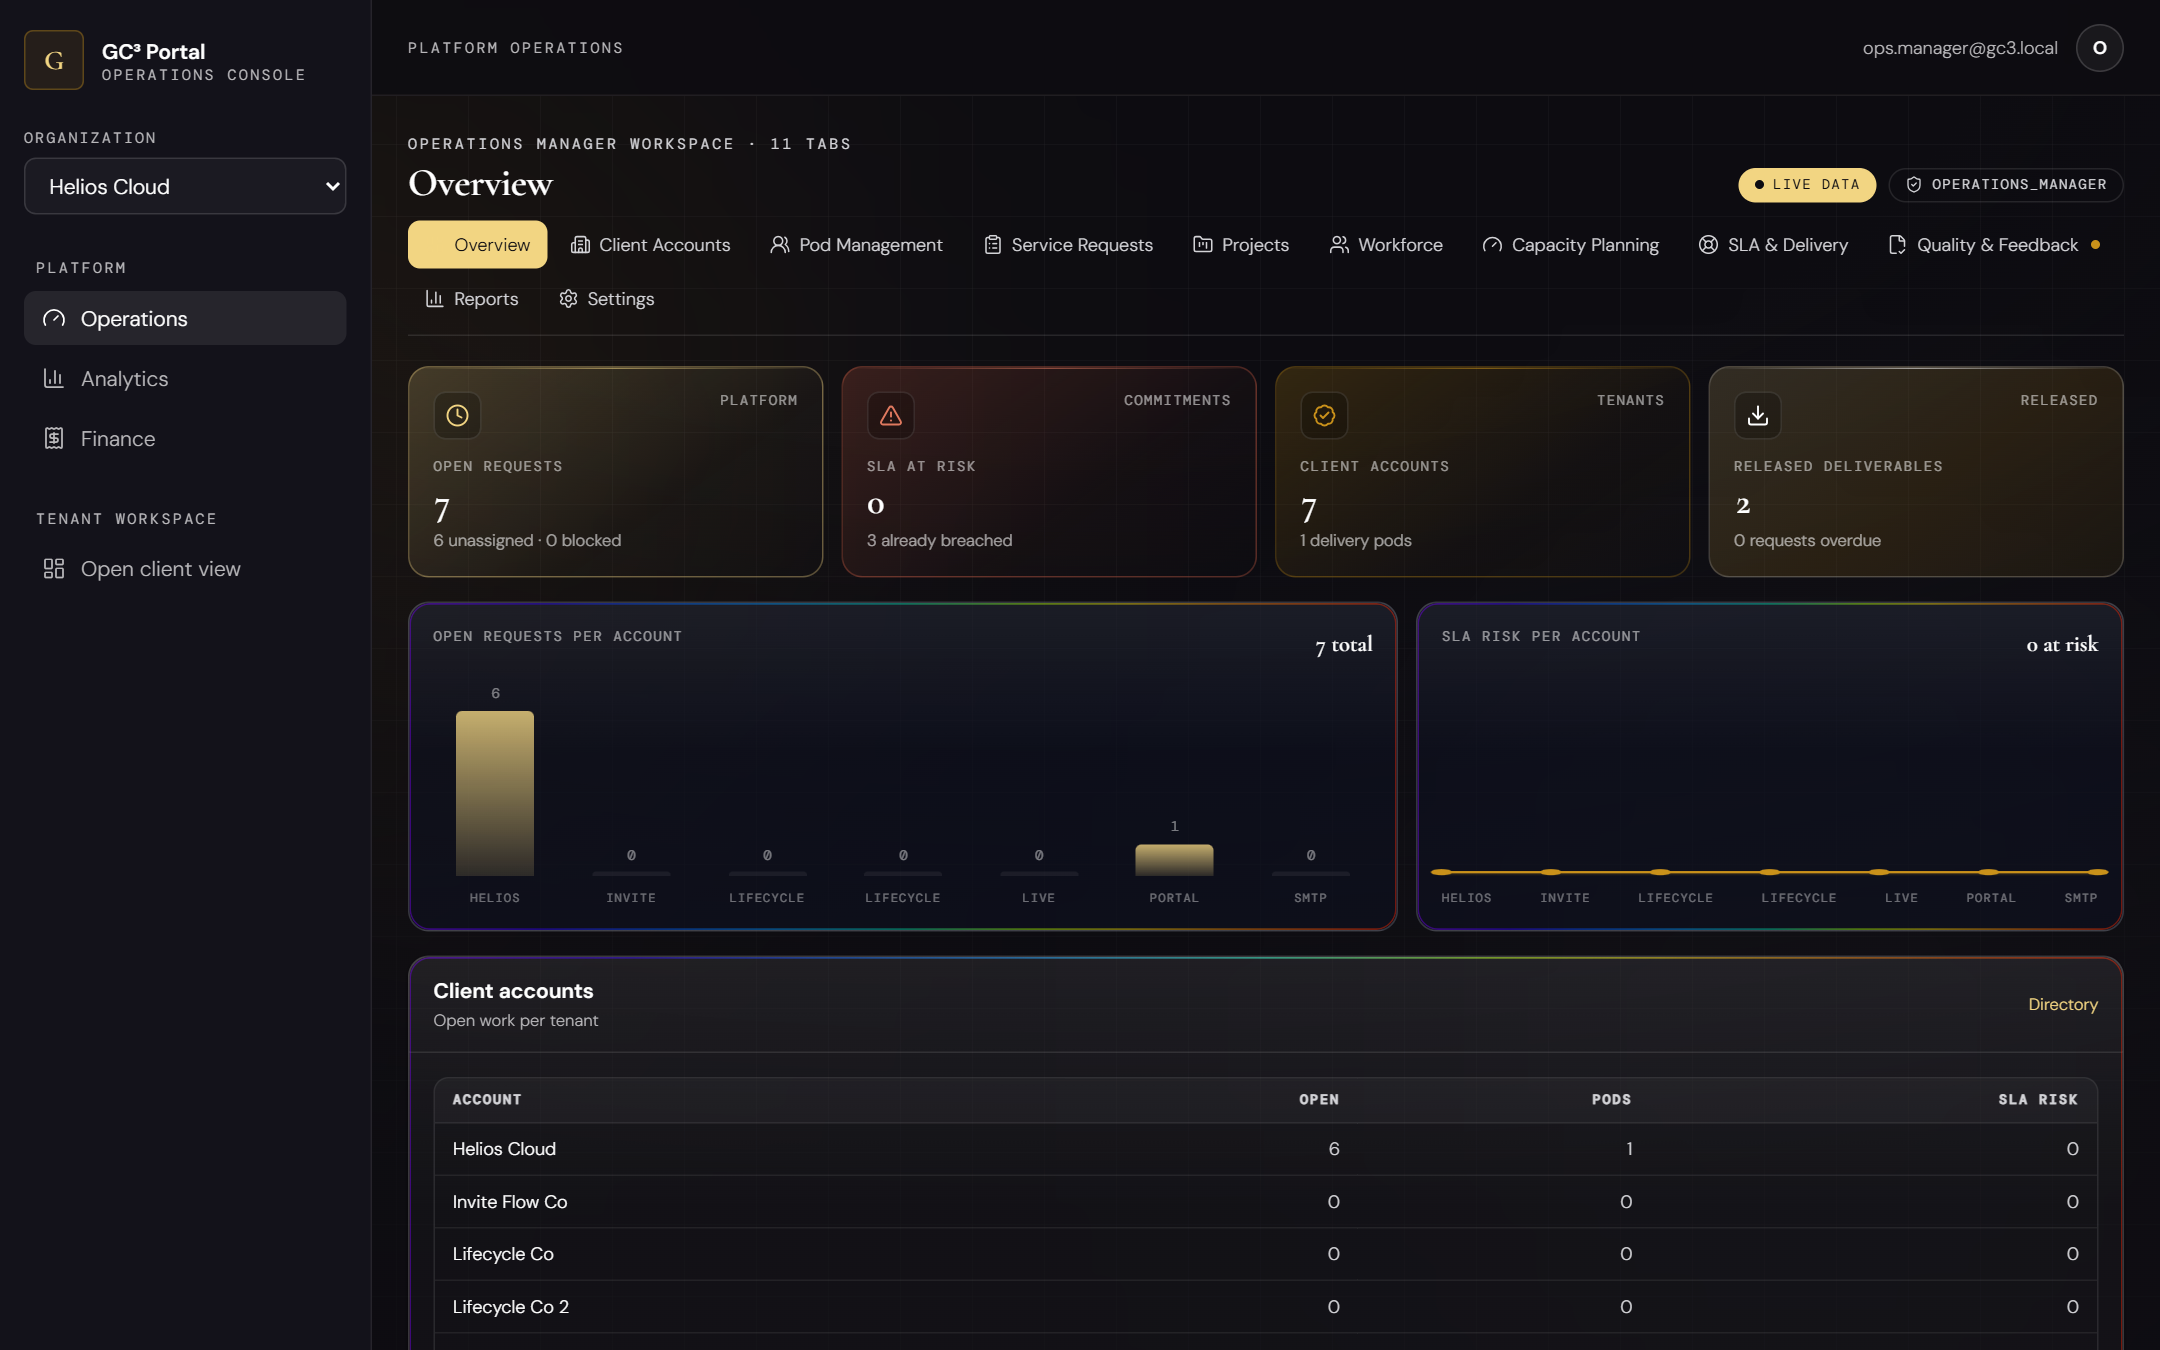 G
GC³ Portal
OPERATIONS CONSOLE
ORGANIZATION
Helios Cloud
PLATFORM
Operations
Analytics
Finance
TENANT WORKSPACE
Open client view
PLATFORM OPERATIONS
ops.manager@gc3.local
O
OPERATIONS MANAGER WORKSPACE · 11 TABS
Overview
LIVE DATA
OPERATIONS_MANAGER
Overview
Client Accounts
Pod Management
Service Requests
Projects
Workforce
Capacity Planning
SLA & Delivery
Quality & Feedback
Reports
Settings
PLATFORM
OPEN REQUESTS
7
6 unassigned · 0 blocked
COMMITMENTS
SLA AT RISK
0
3 already breached
TENANTS
CLIENT ACCOUNTS
7
1 delivery pods
RELEASED
RELEASED DELIVERABLES
2
0 requests overdue
OPEN REQUESTS PER ACCOUNT
7 total
6
0
0
0
0
1
0
HELIOS
INVITE
LIFECYCLE
LIFECYCLE
LIVE
PORTAL
SMTP
SLA RISK PER ACCOUNT
0 at risk
HELIOS
INVITE
LIFECYCLE
LIFECYCLE
LIVE
PORTAL
SMTP
Client accounts
Open work per tenant
Directory
ACCOUNT OPEN PODS SLA RISK
Helios Cloud 6 1 0
Invite Flow Co 0 0 0
Lifecycle Co 0 0 0
Lifecycle Co 2 0 0 0